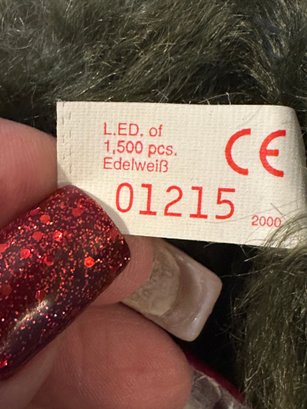 L.ED. of
1,500 pcs.
Edelweiß
CE
01215
2000